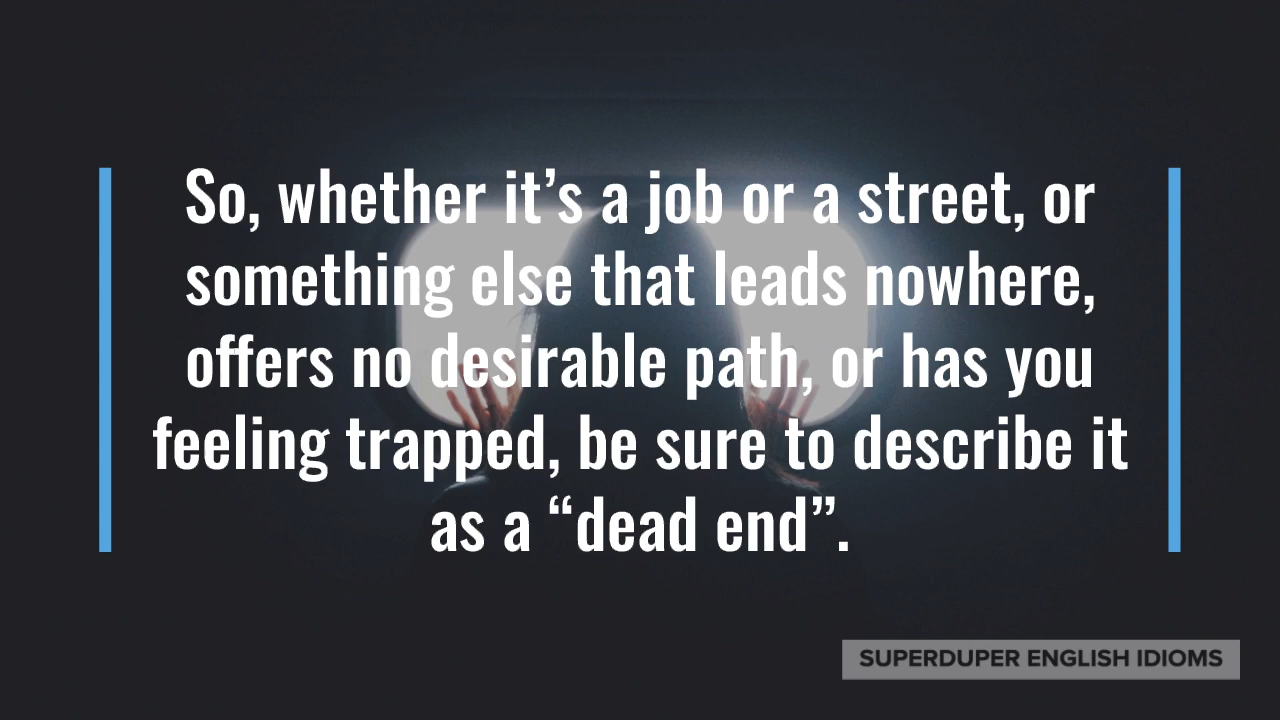 So, whether it’s a job or a street, or
something else that leads nowhere,
offers no desirable path, or has you
feeling trapped, be sure to describe it
as a “dead end”.
SUPERDUPER ENGLISH IDIOMS